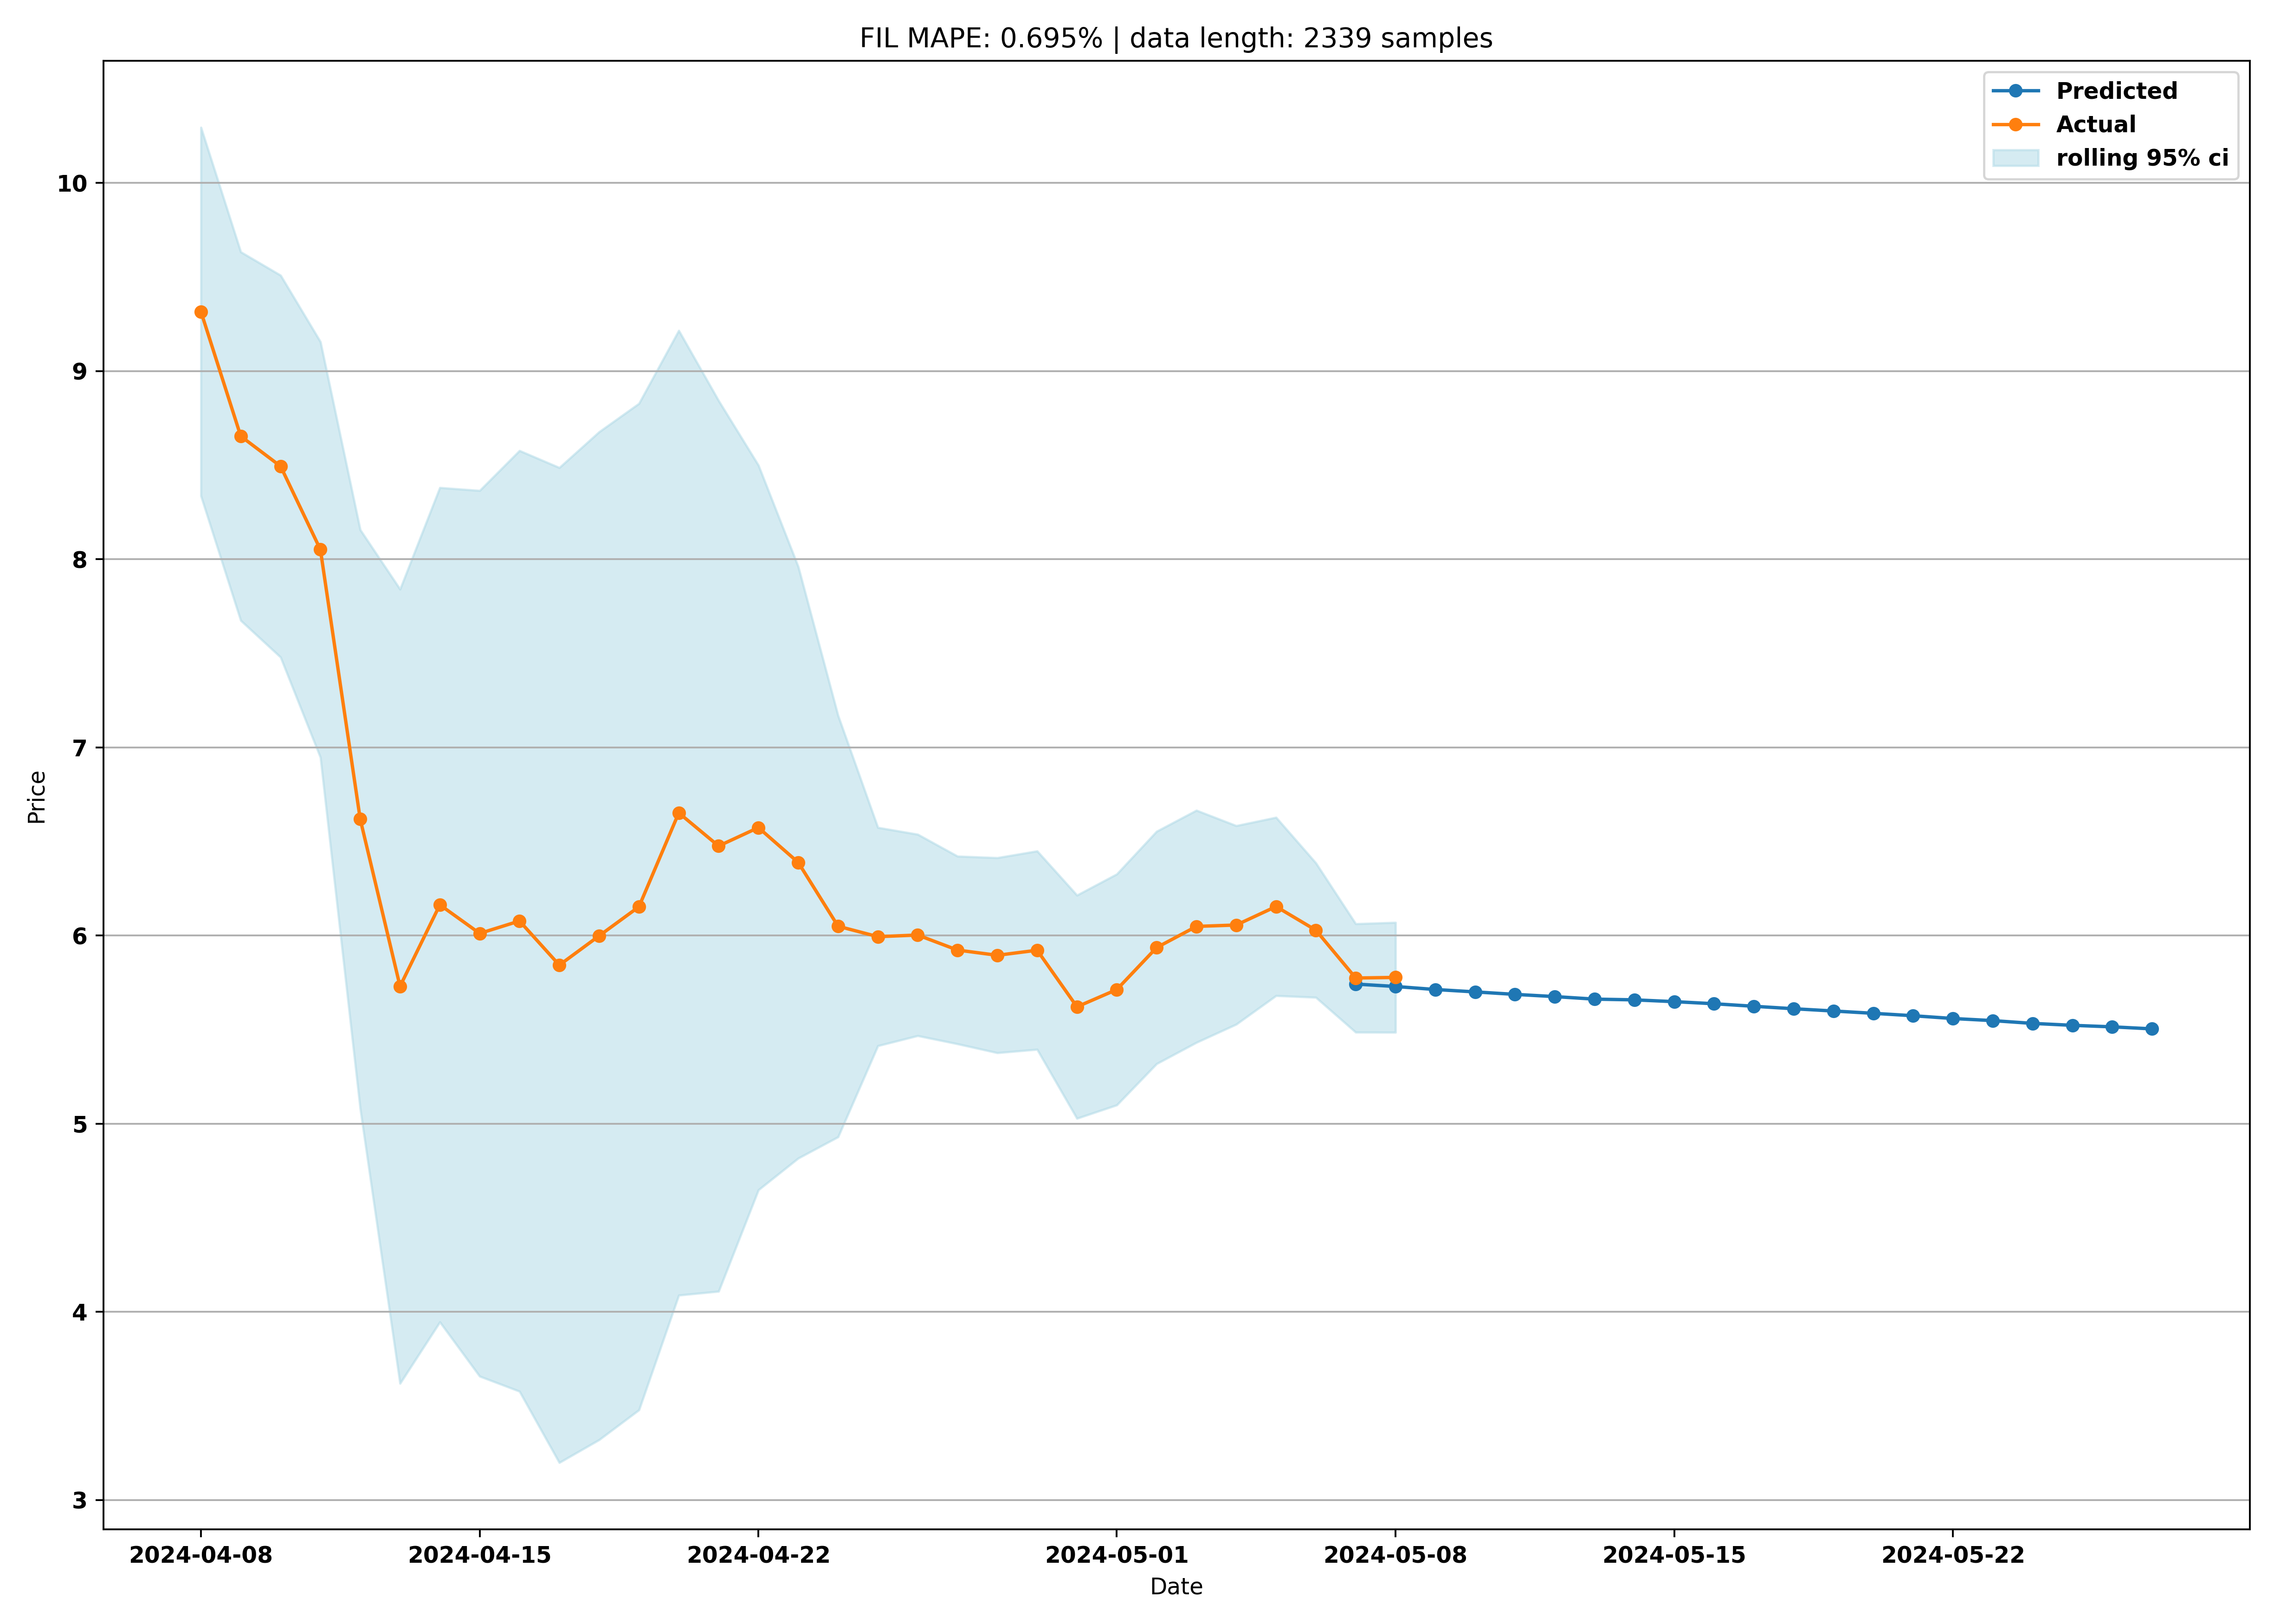 FIL MAPE: 0.695% | data length: 2339 samples
Predicted
Actual
rolling 95% ci
10
9
8
7
6
5
4
3
Price
2024-04-08
2024-04-15
2024-04-22
2024-05-01
2024-05-08
2024-05-15
2024-05-22
Date